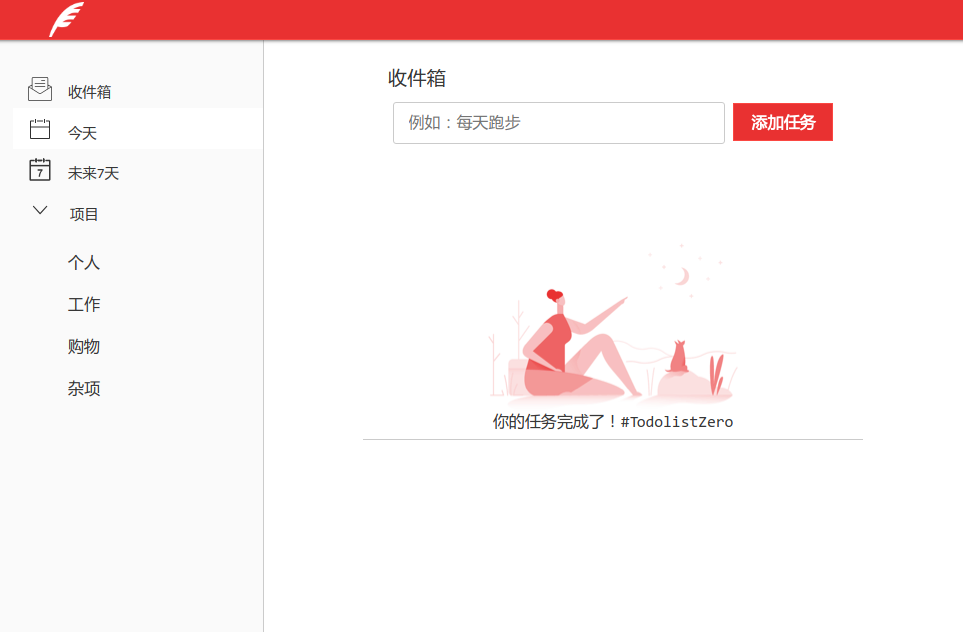 收件箱
今天
未来7天
项目
个人
工作
购物
杂项
收件箱
例如：每天跑步
添加任务
你的任务完成了！#TodolistZero
7